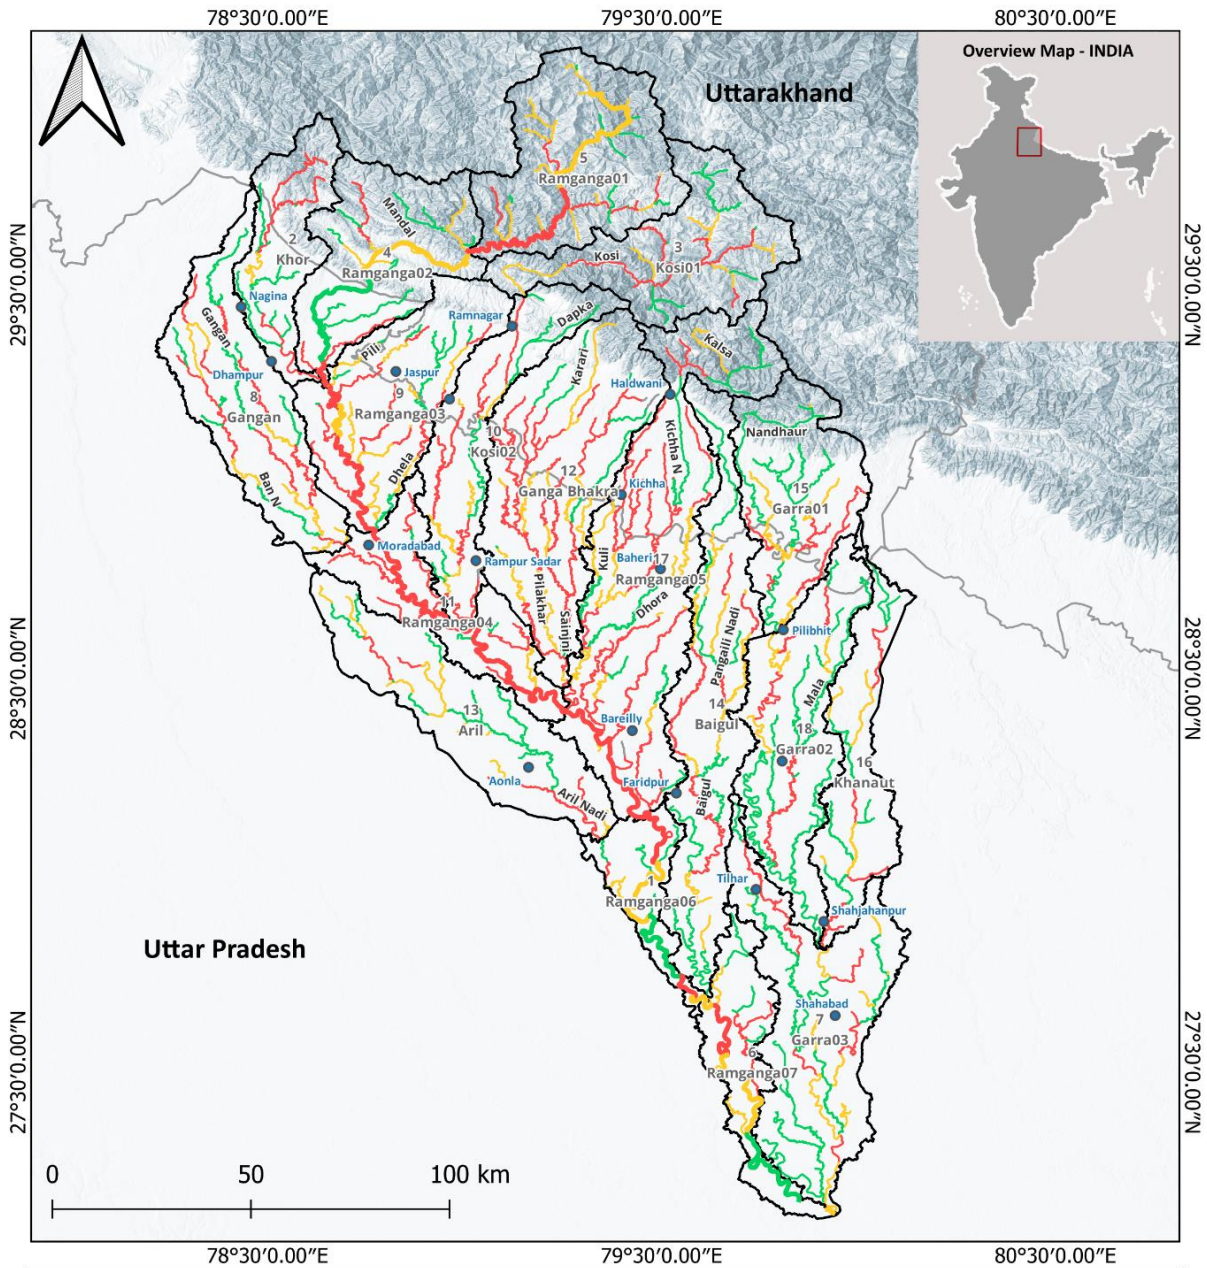 78°30′0.00″E
79°30′0.00″E
80°30′0.00″E
Overview Map - INDIA
Uttarakhand
5
Ramganga01
Mandal
2
Khor
4
Ramganga02
Kosi
3
Kosi01
29°30′0.00″N
29°30′0.00″N
Nagina
Gangan
Ramnagar
Dapka
Kalsa
Pili
Dhampur
Jaspur
Karari
Haldwani
8
Gangan
9
Ramganga03
10
Kosi02
Kichha N
Nandhaur
Dhela
12
Ganga Bhakra
Kichha
15
Garra01
Ban N
Moradabad
Rampur Sadar
Kuli
Baheri
17
Ramganga05
Pilakhar
Sainjni
Dhora
11
Ramganga04
Pangaili Nadi
Pilibhit
28°30′0.00″N
28°30′0.00″N
Mala
13
Aril
Bareilly
14
Baigul
18
Garra02
16
Khanaut
Aonla
Aril Nadi
Faridpur
Baigul
1
Ramganga06
Tilhar
Shahjahanpur
Uttar Pradesh
Shahabad
7
Garra03
6
Ramganga07
27°30′0.00″N
27°30′0.00″N
0 50 100 km
78°30′0.00″E
79°30′0.00″E
80°30′0.00″E